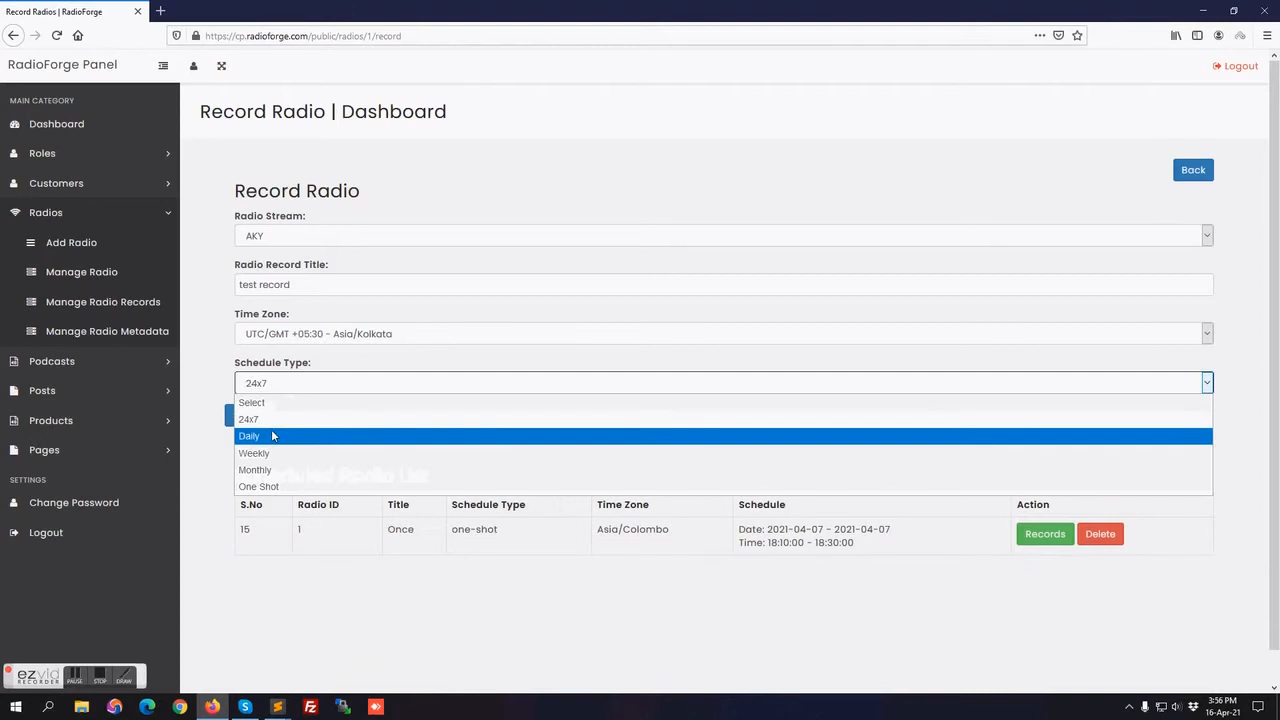 Record Radios | RadioForge
https://cp.radioforge.com/public/radios/1/record
RadioForge Panel
Logout
MAIN CATEGORY
Dashboard
Roles
Customers
Radios
Add Radio
Manage Radio
Manage Radio Records
Manage Radio Metadata
Podcasts
Posts
Products
Pages
SETTINGS
Change Password
Logout
Record Radio | Dashboard
Back
Record Radio
Radio Stream:
AKY
Radio Record Title:
test record
Time Zone:
UTC/GMT +05:30 - Asia/Kolkata
Schedule Type:
24x7
Select
24x7
Daily
Weekly
Monthly
One Shot
S.No Radio ID Title Schedule Type Time Zone Schedule Action
15 1 Once one-shot Asia/Colombo Date: 2021-04-07 - 2021-04-07 Records Delete
Time: 18:10:00 - 18:30:00
ezvid
RECORDER
PAUSE STOP DRAW
3:56 PM
16-Apr-21